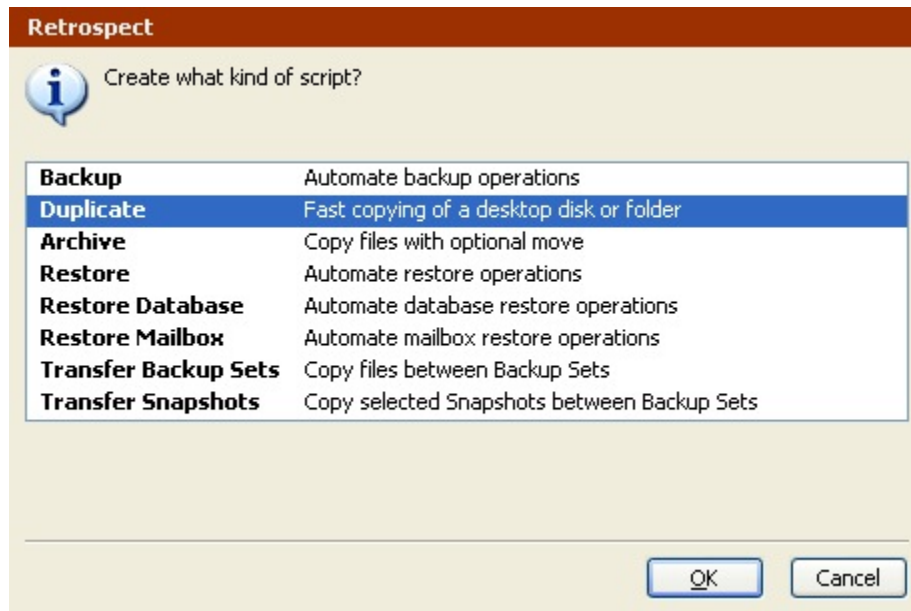 Retrospect
Create what kind of script?
Backup Automate backup operations
Duplicate Fast copying of a desktop disk or folder
Archive Copy files with optional move
Restore Automate restore operations
Restore Database Automate database restore operations
Restore Mailbox Automate mailbox restore operations
Transfer Backup Sets Copy files between Backup Sets
Transfer Snapshots Copy selected Snapshots between Backup Sets
OK Cancel